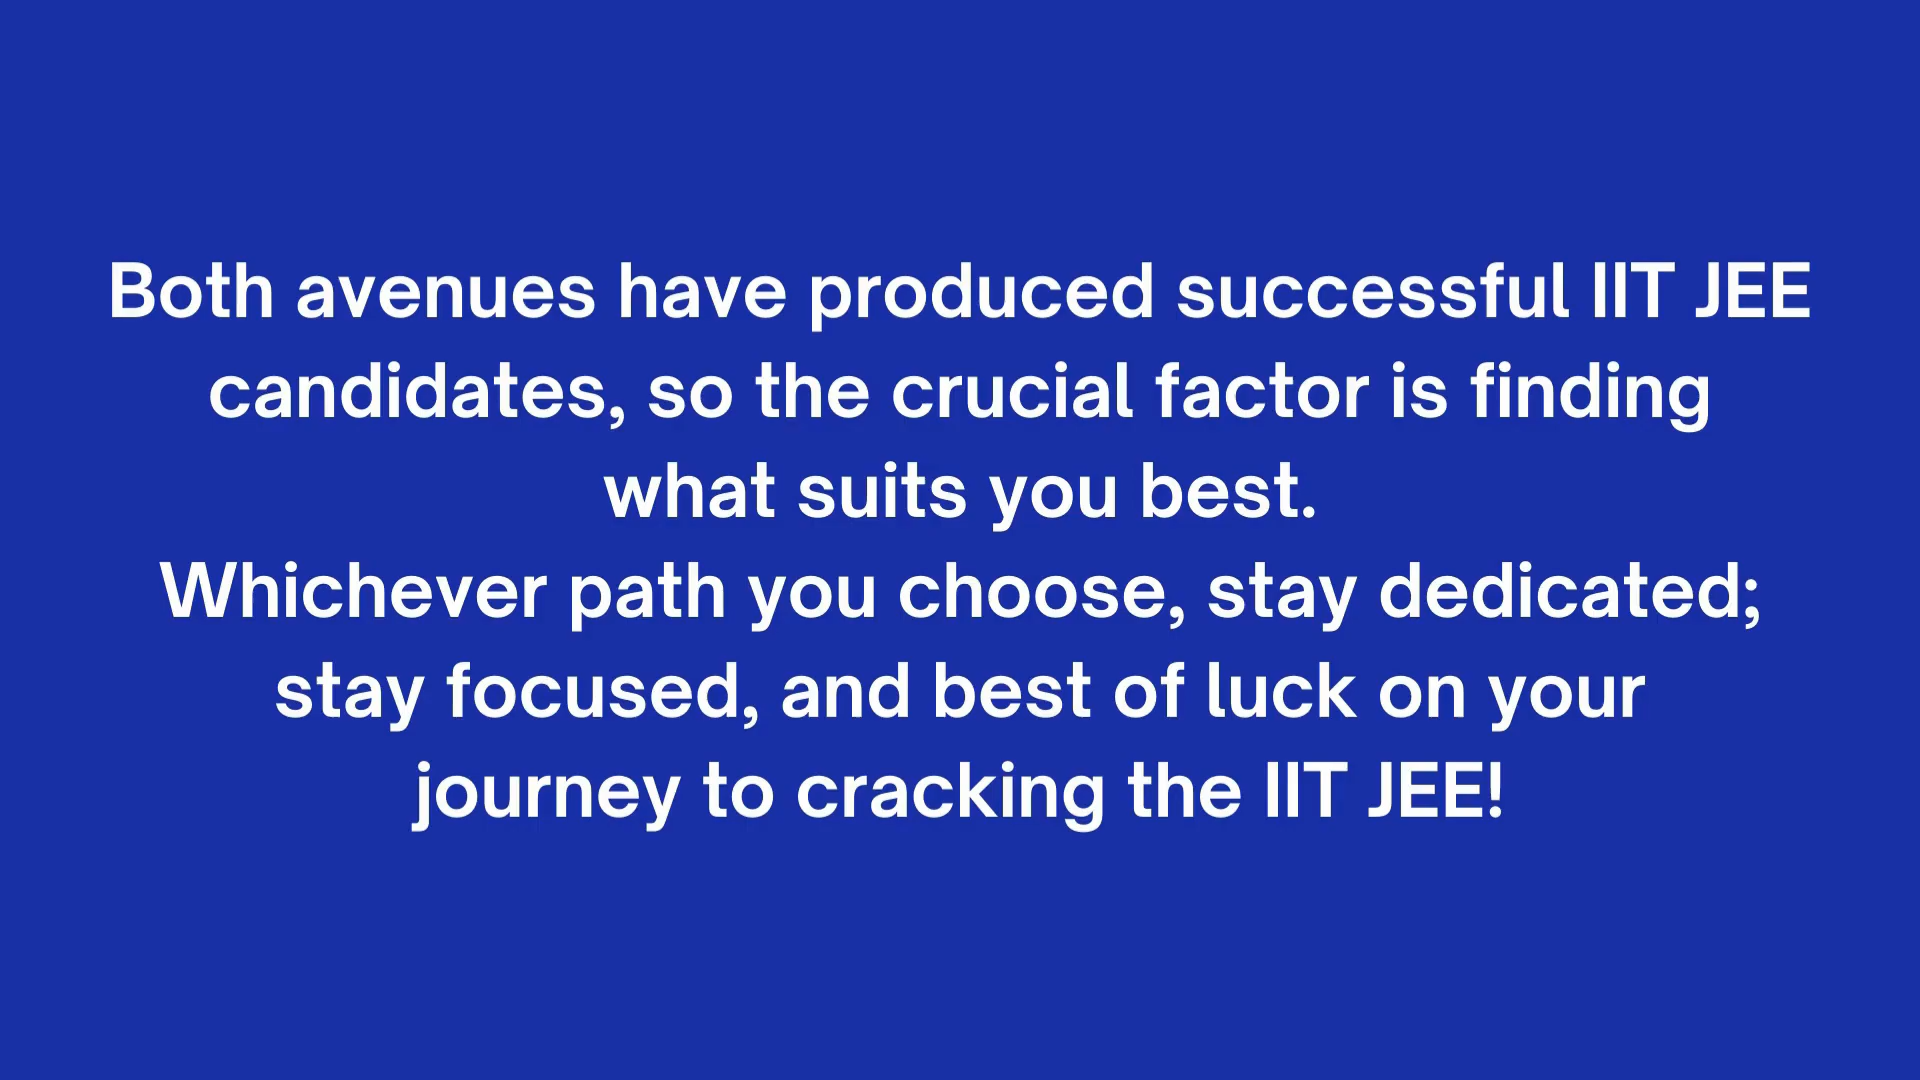 Both avenues have produced successful IIT JEE
candidates, so the crucial factor is finding
what suits you best.
Whichever path you choose, stay dedicated;
stay focused, and best of luck on your
journey to cracking the IIT JEE!